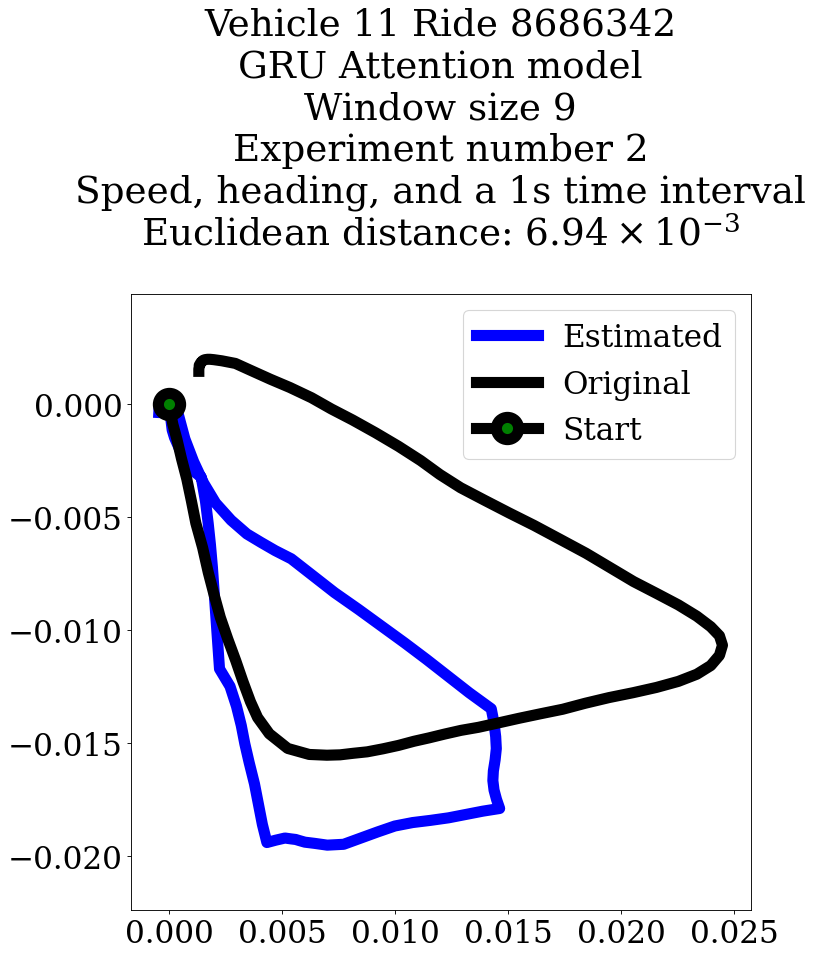 Vehicle 11 Ride 8686342
GRU Attention model
Window size 9
Experiment number 2
Speed, heading, and a 1s time interval
Euclidean distance: 6.94 × 10⁻³
Estimated
Original
Start
0.000
−0.005
−0.010
−0.015
−0.020
0.000 0.005 0.010 0.015 0.020 0.025